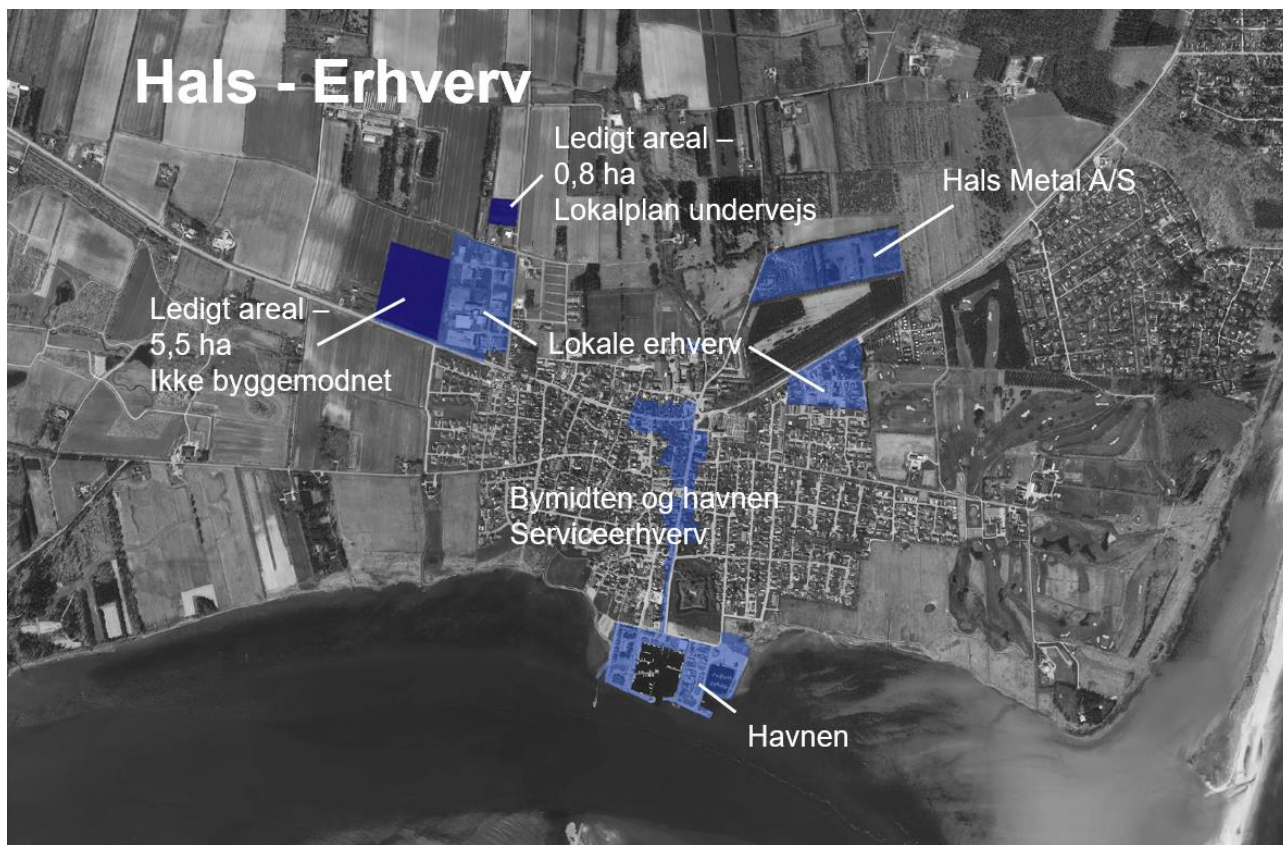 Hals - Erhverv
Ledigt areal –
0,8 ha
Lokalplan undervejs
Hals Metal A/S
Ledigt areal –
5,5 ha
Ikke byggemodnet
Lokale erhverv
Bymidten og havnen
Serviceerhverv
Havnen